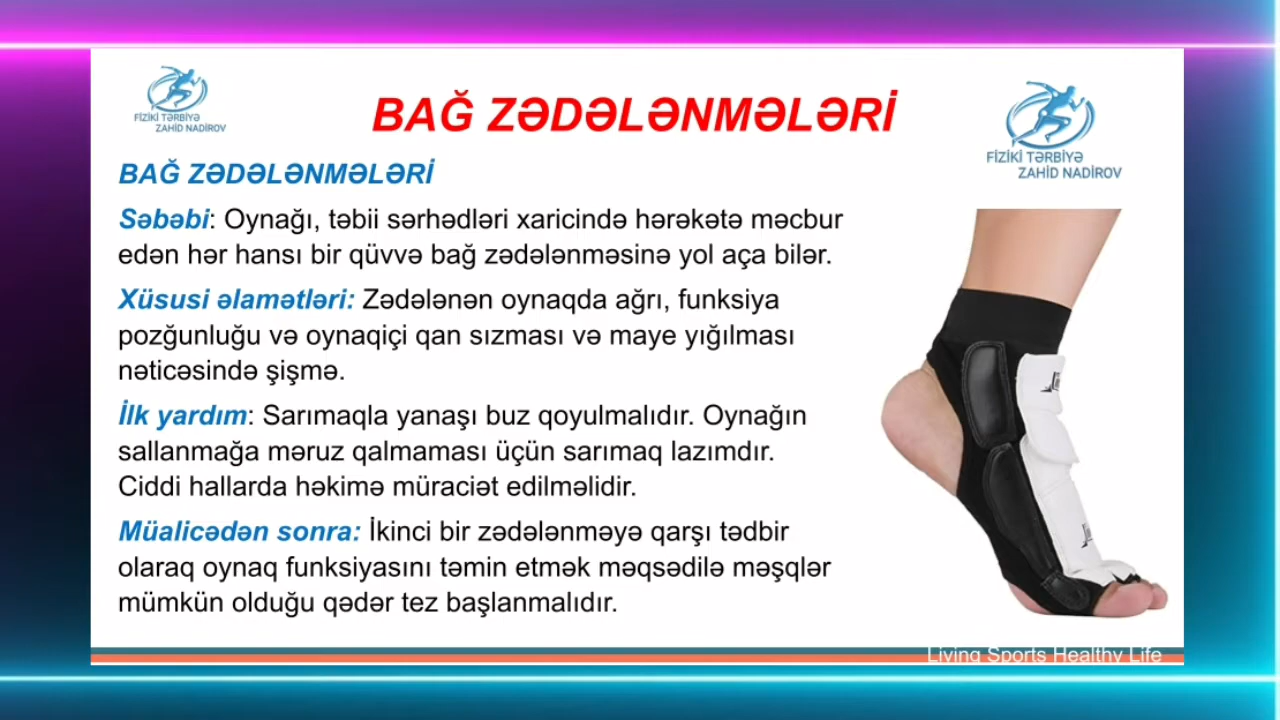 FİZİKİ TƏRBİYƏ
ZAHİD NADİROV
BAĞ ZƏDƏLƏNMƏLƏRİ
FİZİKİ TƏRBİYƏ
ZAHİD NADİROV
BAĞ ZƏDƏLƏNMƏLƏRİ
Səbəbi: Oynağı, təbii sərhədləri xaricində hərəkətə məcbur
edən hər hansı bir qüvvə bağ zədələnməsinə yol aça bilər.
Xüsusi əlamətləri: Zədələnən oynaqda ağrı, funksiya
pozğunluğu və oynaqiçi qan sızması və maye yığılması
nəticəsində şişmə.
İlk yardım: Sarımaqla yanaşı buz qoyulmalıdır. Oynağın
sallanmağa məruz qalmaması üçün sarımaq lazımdır.
Ciddi hallarda həkimə müraciət edilməlidir.
Müalicədən sonra: İkinci bir zədələnməyə qarşı tədbir
olaraq oynaq funksiyasını təmin etmək məqsədilə məşqlər
mümkün olduğu qədər tez başlanmalıdır.
Living Sports Healthy Life